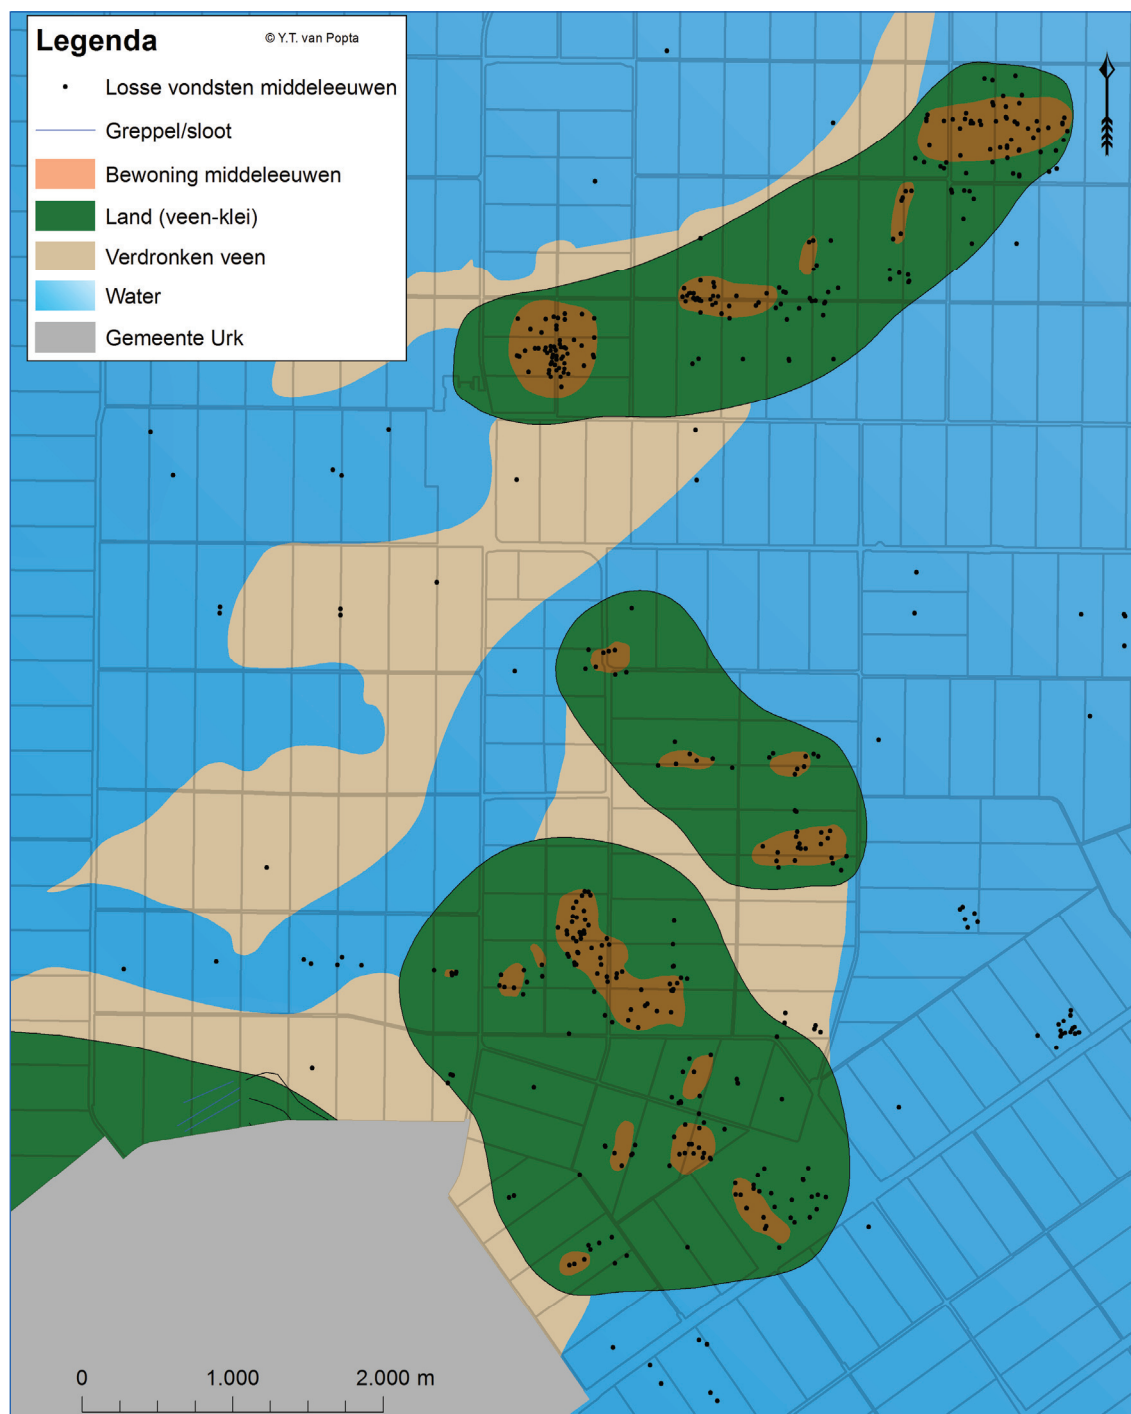 Legenda
© Y.T. van Popta
Losse vondsten middeleeuwen
Greppel/sloot
Bewoning middeleeuwen
Land (veen-klei)
Verdronken veen
Water
Gemeente Urk
0 1.000 2.000 m